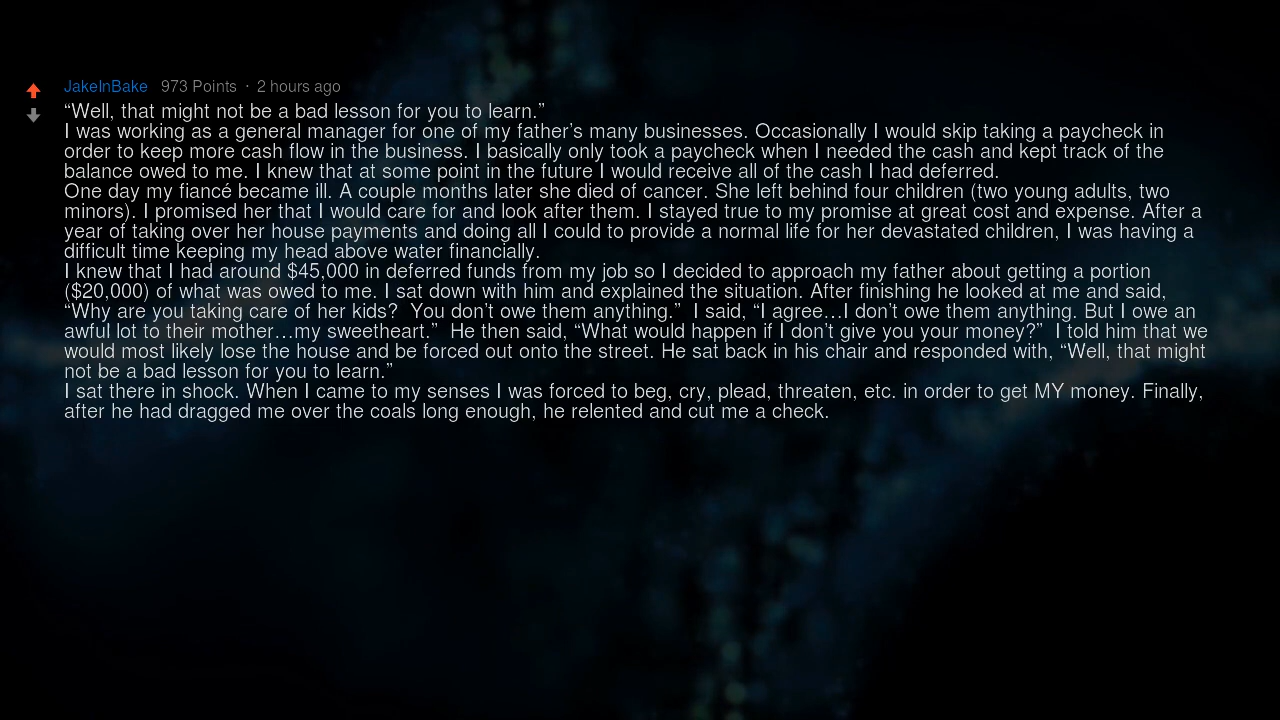 JakeInBake 973 Points · 2 hours ago
“Well, that might not be a bad lesson for you to learn.”
I was working as a general manager for one of my father’s many businesses. Occasionally I would skip taking a paycheck in
order to keep more cash flow in the business. I basically only took a paycheck when I needed the cash and kept track of the
balance owed to me. I knew that at some point in the future I would receive all of the cash I had deferred.
One day my fiancé became ill. A couple months later she died of cancer. She left behind four children (two young adults, two
minors). I promised her that I would care for and look after them. I stayed true to my promise at great cost and expense. After a
year of taking over her house payments and doing all I could to provide a normal life for her devastated children, I was having a
difficult time keeping my head above water financially.
I knew that I had around $45,000 in deferred funds from my job so I decided to approach my father about getting a portion
($20,000) of what was owed to me. I sat down with him and explained the situation. After finishing he looked at me and said,
“Why are you taking care of her kids?  You don’t owe them anything.”  I said, “I agree…I don’t owe them anything. But I owe an
awful lot to their mother…my sweetheart.”  He then said, “What would happen if I don’t give you your money?”  I told him that we
would most likely lose the house and be forced out onto the street. He sat back in his chair and responded with, “Well, that might
not be a bad lesson for you to learn.”
I sat there in shock. When I came to my senses I was forced to beg, cry, plead, threaten, etc. in order to get MY money. Finally,
after he had dragged me over the coals long enough, he relented and cut me a check.